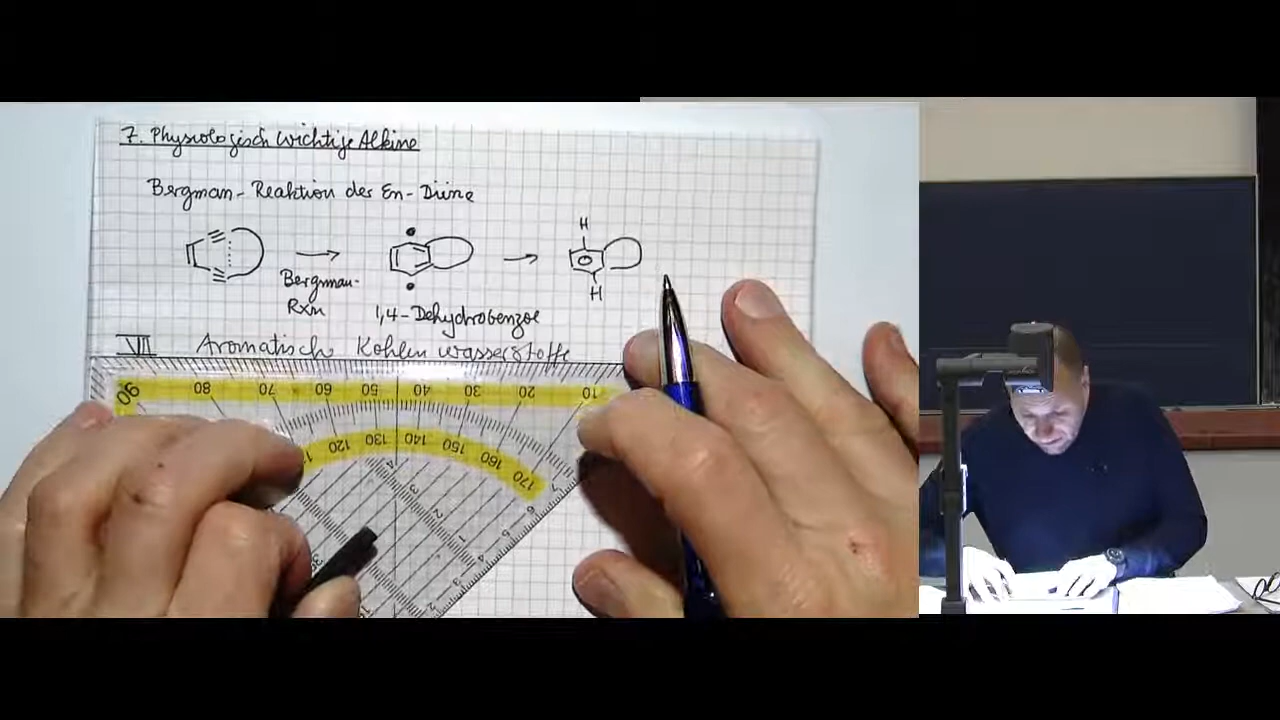 7. Physiologisch wichtige Alkine
Bergman-Reaktion der En-Diine
H
Bergman-
Rxn
H
1,4-Dehydrobenzol
VII Aromatische Kohlenwasserstoffe
90 80 70 60 50 40 30 20 10
120 130 140 150 160 170